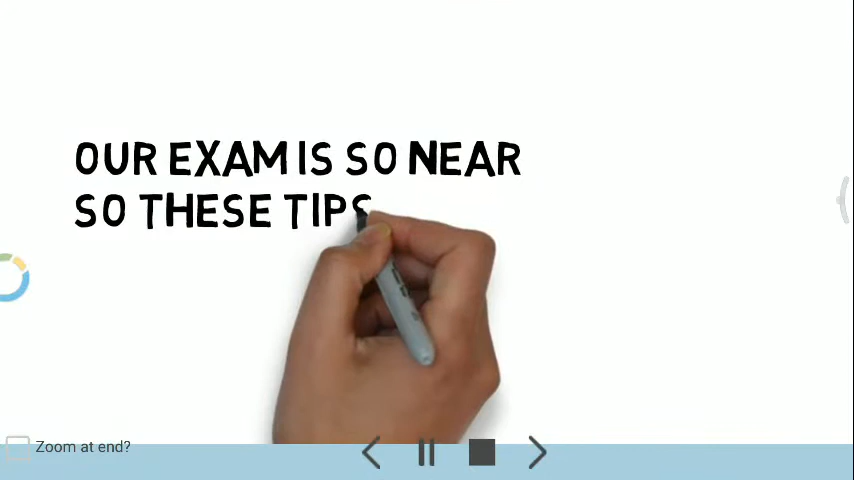 OUR EXAM IS SO NEAR
SO THESE TIPS
Zoom at end?